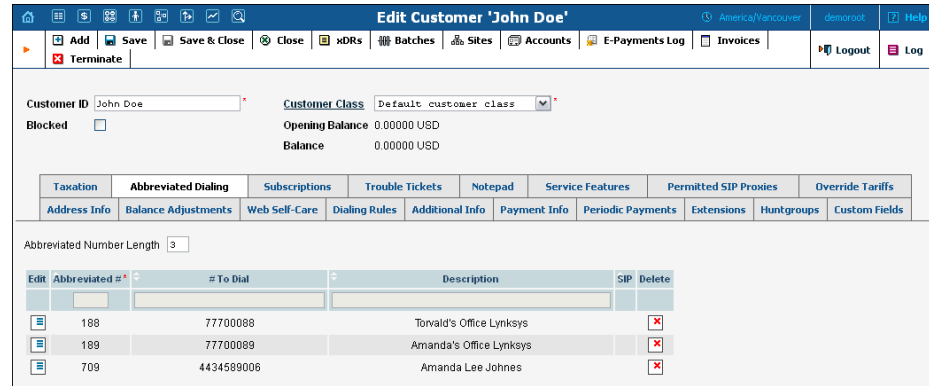 Edit Customer 'John Doe' America/Vancouver demoroot Help
Add Save Save & Close Close xDRs Batches Sites Accounts E-Payments Log Invoices Logout Log
Terminate
Customer ID John Doe * Customer Class Default customer class *
Blocked Opening Balance 0.00000 USD
Balance 0.00000 USD
Taxation Abbreviated Dialing Subscriptions Trouble Tickets Notepad Service Features Permitted SIP Proxies Override Tariffs
Address Info Balance Adjustments Web Self-Care Dialing Rules Additional Info Payment Info Periodic Payments Extensions Huntgroups Custom Fields
Abbreviated Number Length 3
Edit Abbreviated #* # To Dial Description SIP Delete
188 77700088 Torvald's Office Lynksys
189 77700089 Amanda's Office Lynksys
709 4434589006 Amanda Lee Johnes